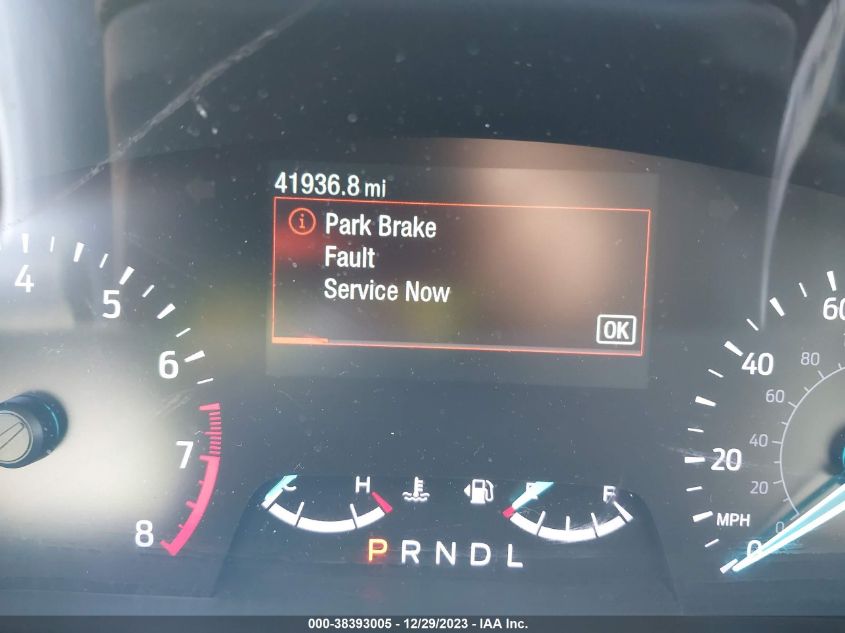 41936.8 mi
Park Brake
Fault
Service Now
OK
4
5
6
7
8
C H
E F
P R N D L
60
40
20
0
MPH
80
60
40
20
0
000-38393005 - 12/29/2023 - IAA Inc.